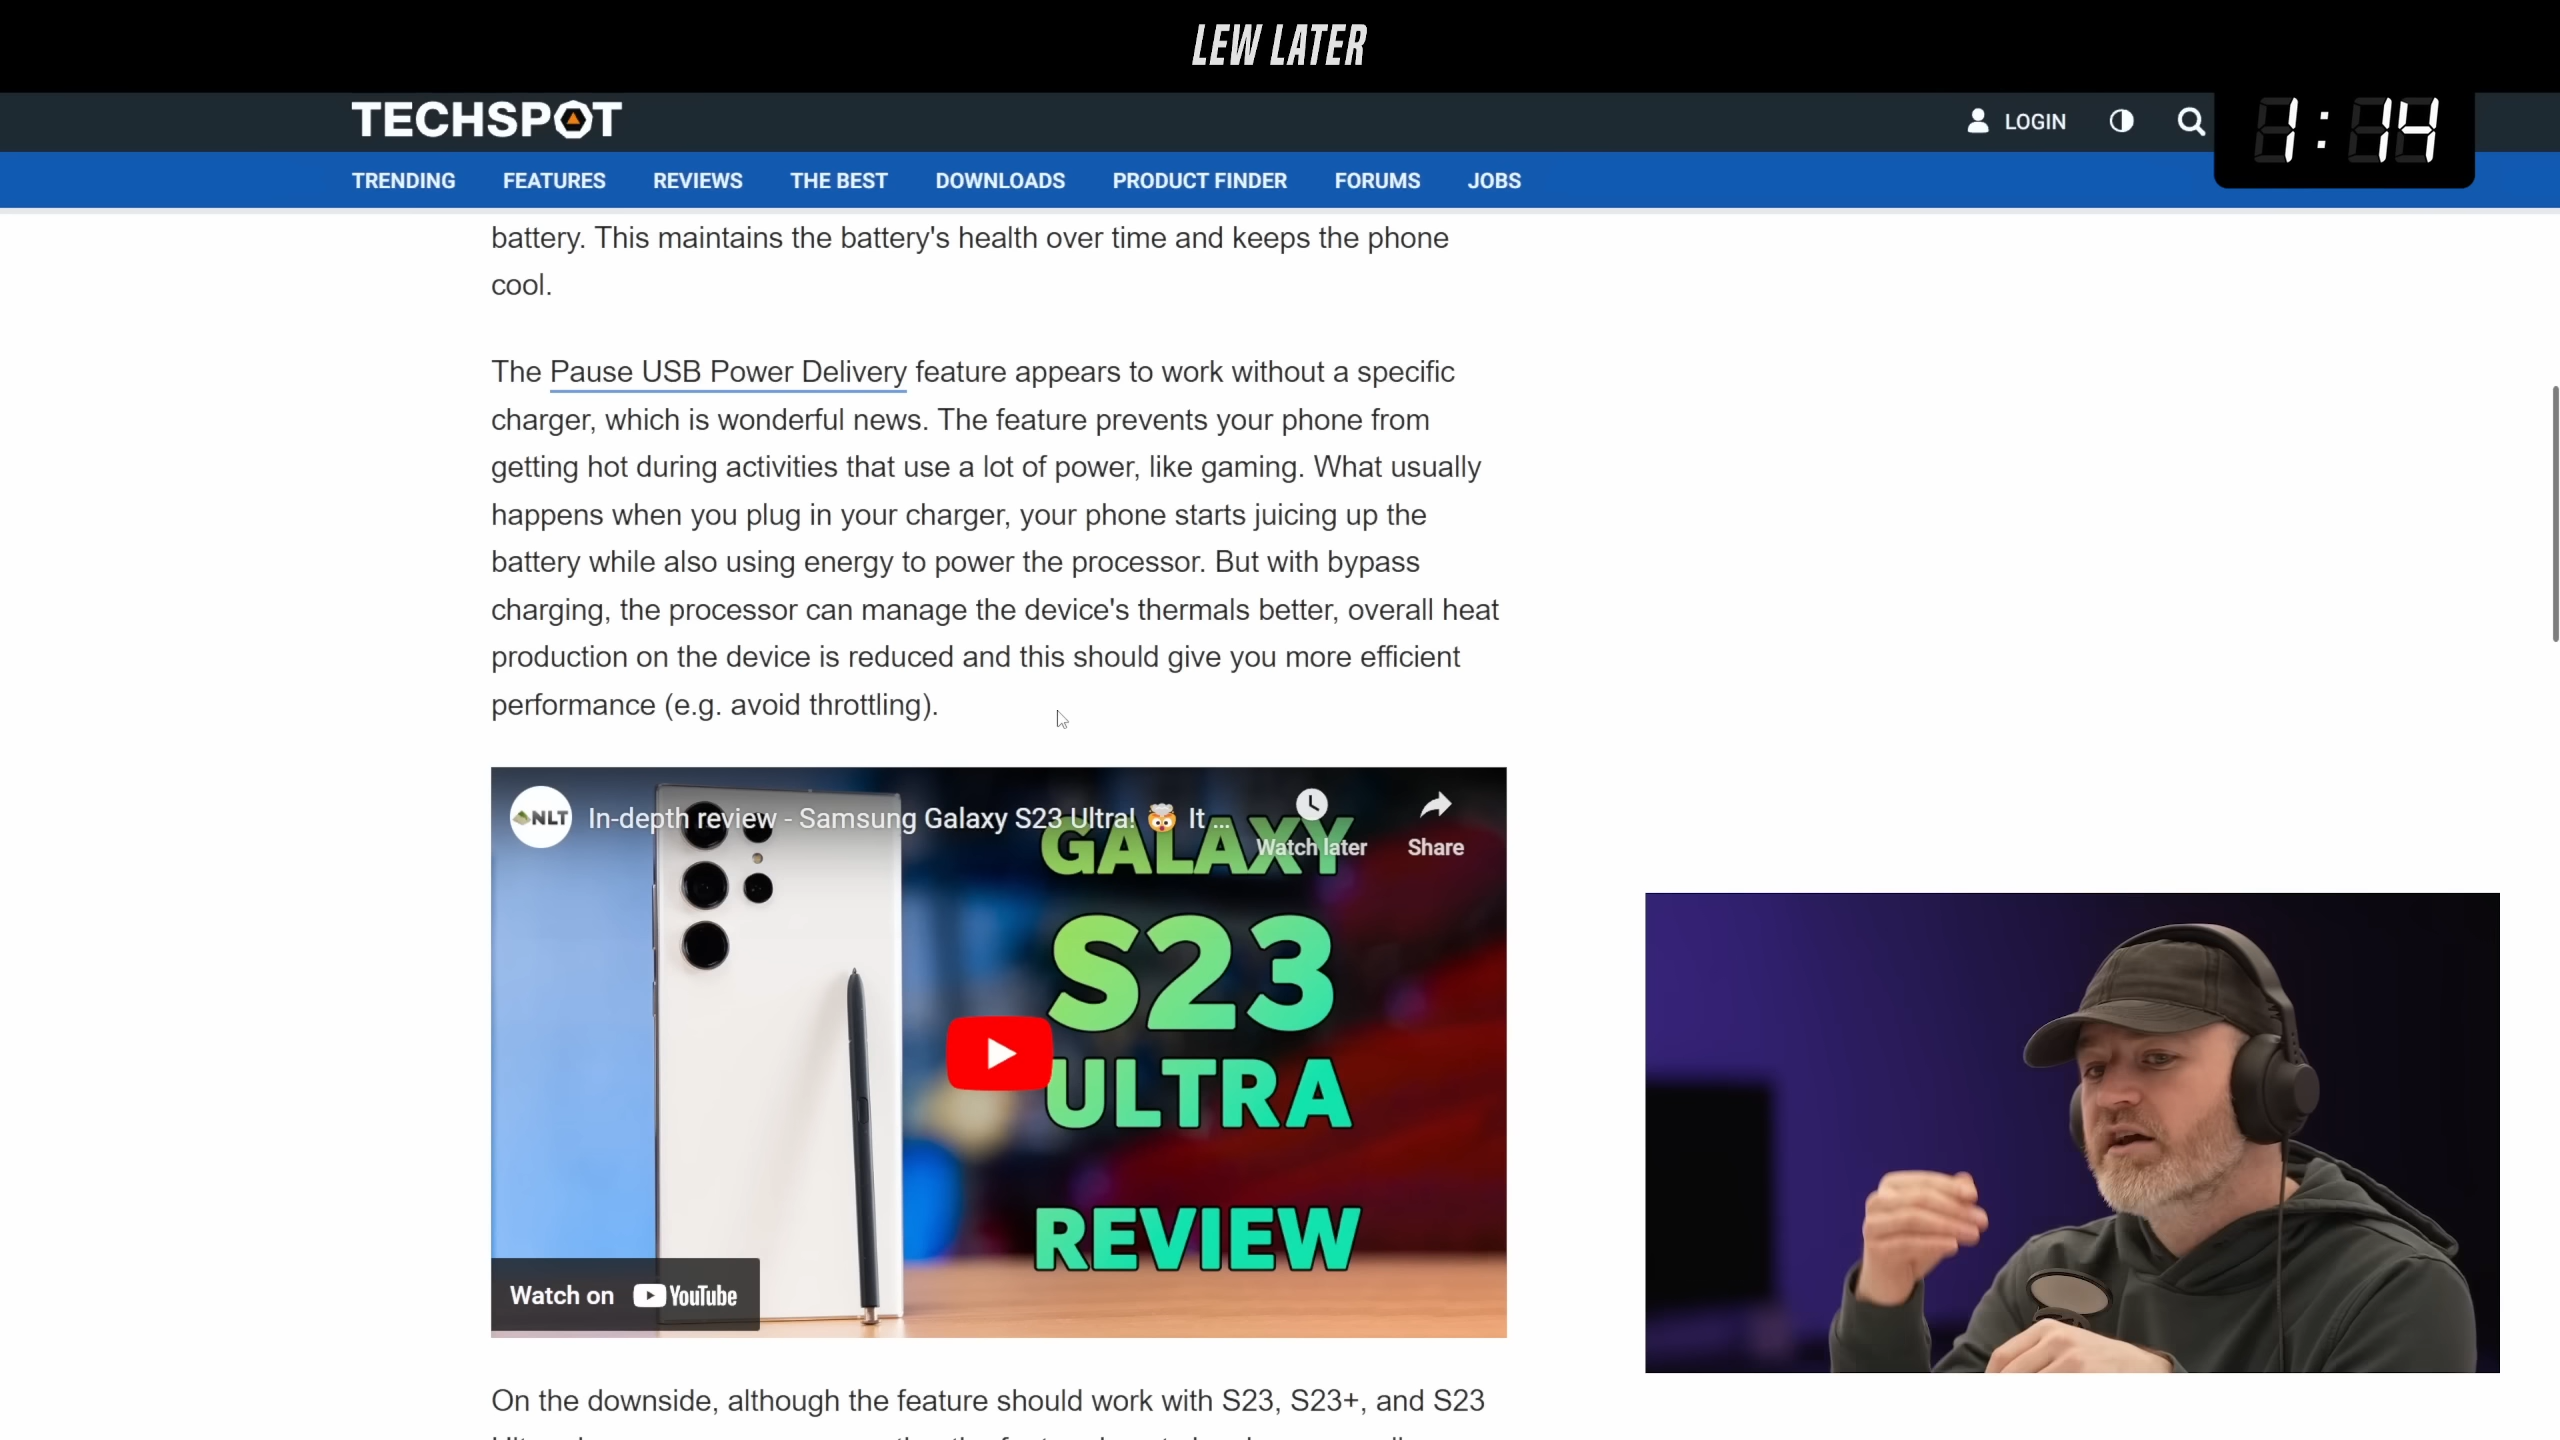 LEW LATER
TECHSPOT
LOGIN
1:14
TRENDING FEATURES REVIEWS THE BEST DOWNLOADS PRODUCT FINDER FORUMS JOBS
battery. This maintains the battery's health over time and keeps the phone
cool.
The Pause USB Power Delivery feature appears to work without a specific
charger, which is wonderful news. The feature prevents your phone from
getting hot during activities that use a lot of power, like gaming. What usually
happens when you plug in your charger, your phone starts juicing up the
battery while also using energy to power the processor. But with bypass
charging, the processor can manage the device's thermals better, overall heat
production on the device is reduced and this should give you more efficient
performance (e.g. avoid throttling).
NLT
In-depth review - Samsung Galaxy S23 Ultra! 🤯 It ...
Watch later
Share
GALAXY
S23
ULTRA
REVIEW
Watch on YouTube
On the downside, although the feature should work with S23, S23+, and S23